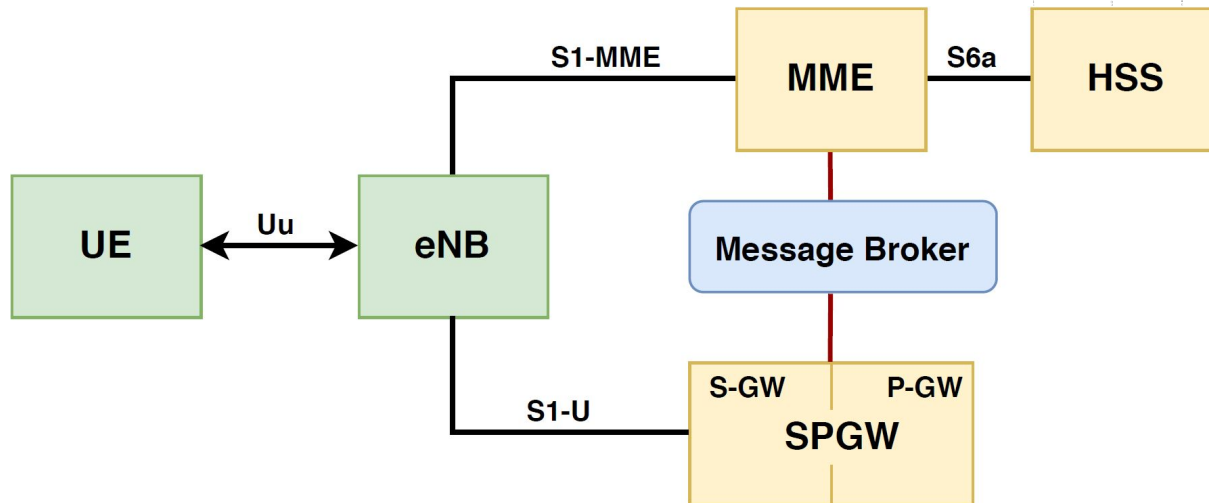 S1-MME
MME
S6a
HSS
UE
Uu
eNB
Message Broker
S-GW
P-GW
S1-U
SPGW